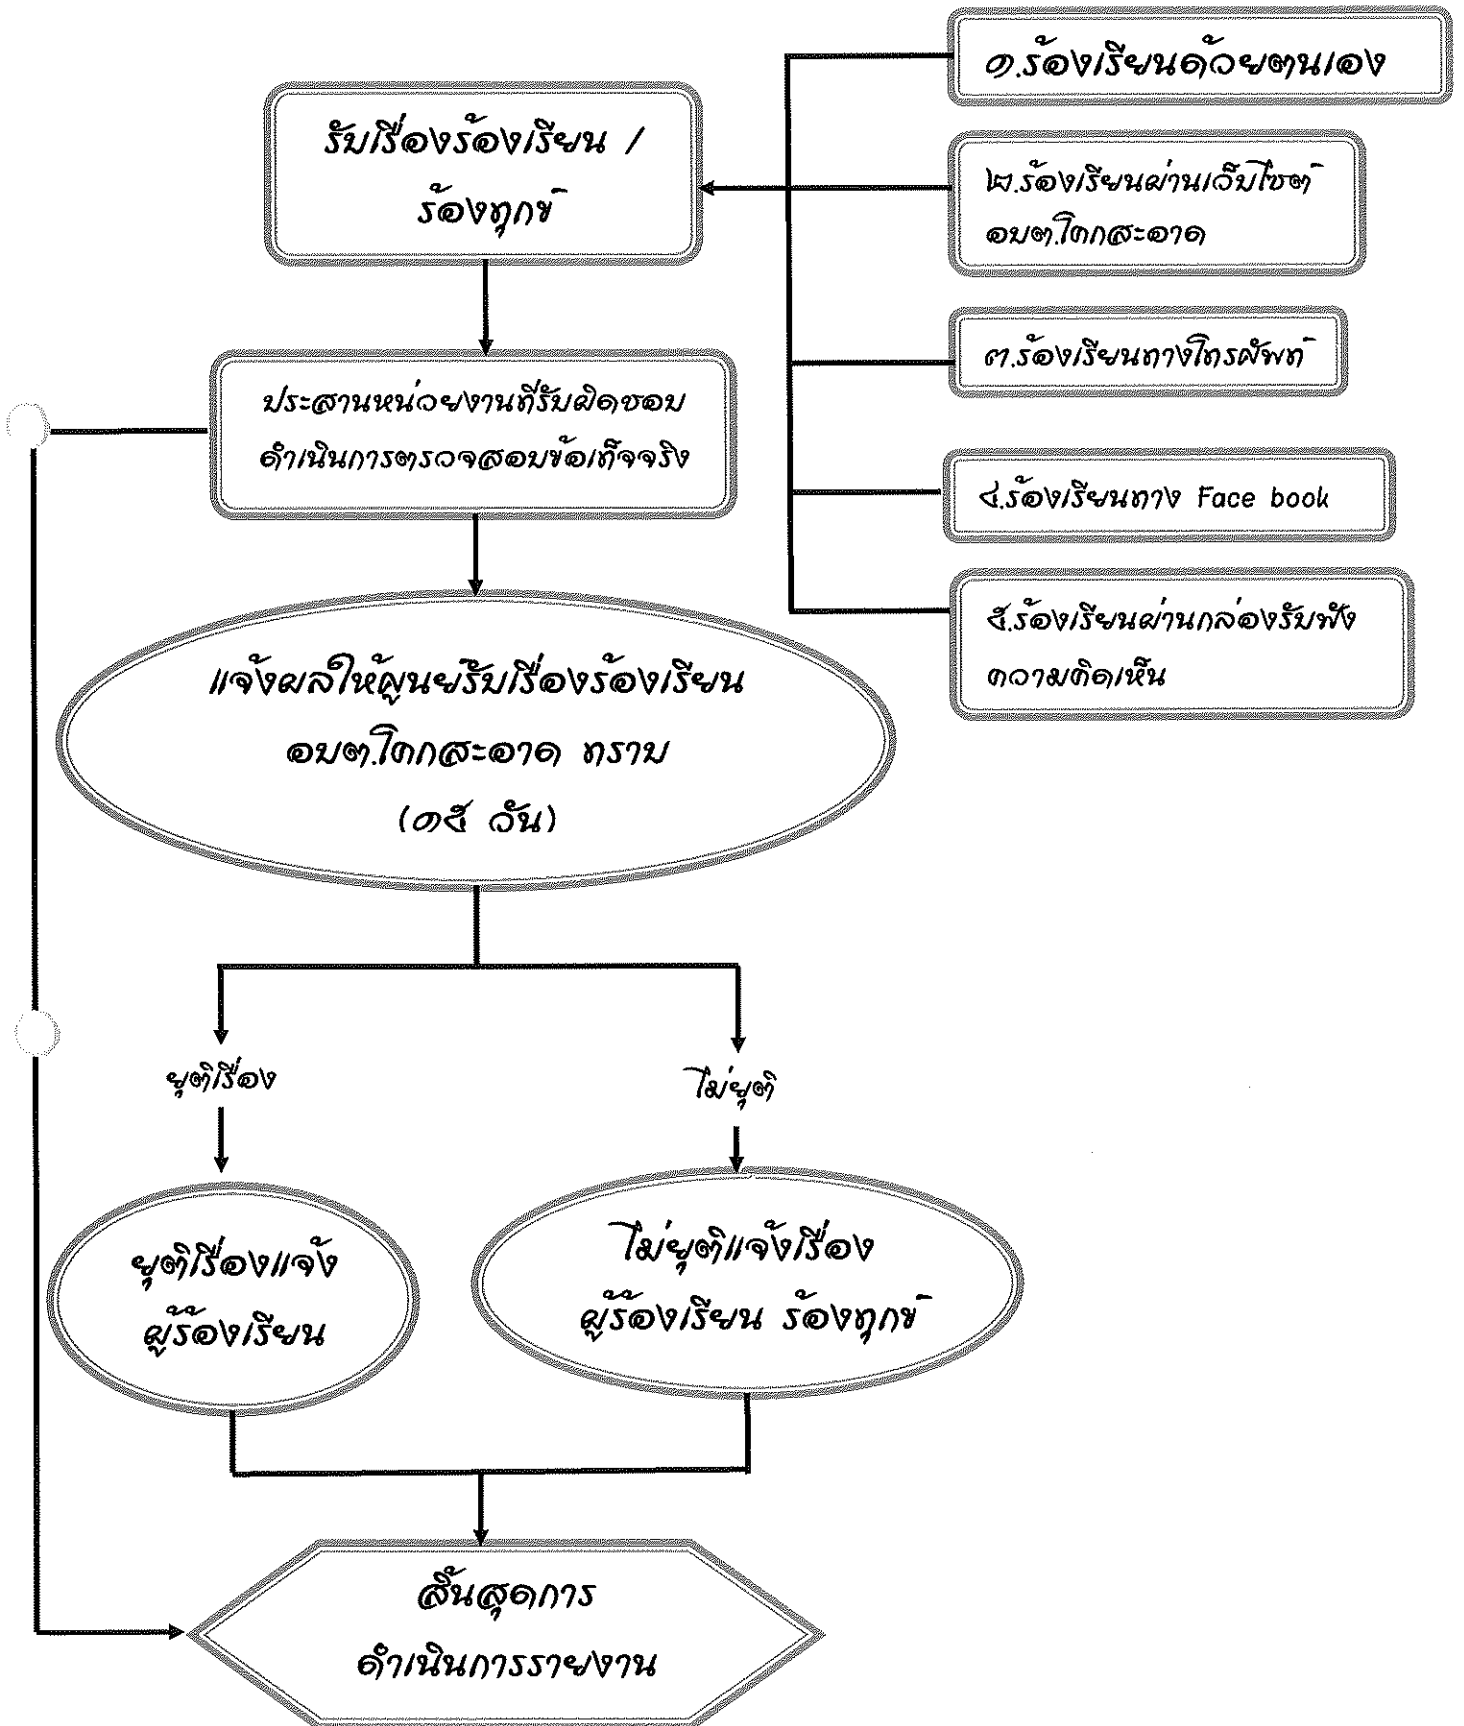 ๑.ร้องเรียนด้วยตนเอง
รับเรื่องร้องเรียน /
ร้องทุกข์
๒.ร้องเรียนผ่านเว็บไซต์
อบต.โคกสะอาด
๓.ร้องเรียนทางโทรศัพท์
ประสานหน่วยงานที่รับผิดชอบ
ดำเนินการตรวจสอบข้อเท็จจริง
๔.ร้องเรียนทาง Face book
๕.ร้องเรียนผ่านกล่องรับฟัง
ความคิดเห็น
แจ้งผลให้ศูนย์รับเรื่องร้องเรียน
อบต.โคกสะอาด ทราบ
(๑๕ วัน)
ยุติเรื่อง
ไม่ยุติ
ยุติเรื่องแจ้ง
ผู้ร้องเรียน
ไม่ยุติแจ้งเรื่อง
ผู้ร้องเรียน ร้องทุกข์
สิ้นสุดการ
ดำเนินการรายงาน